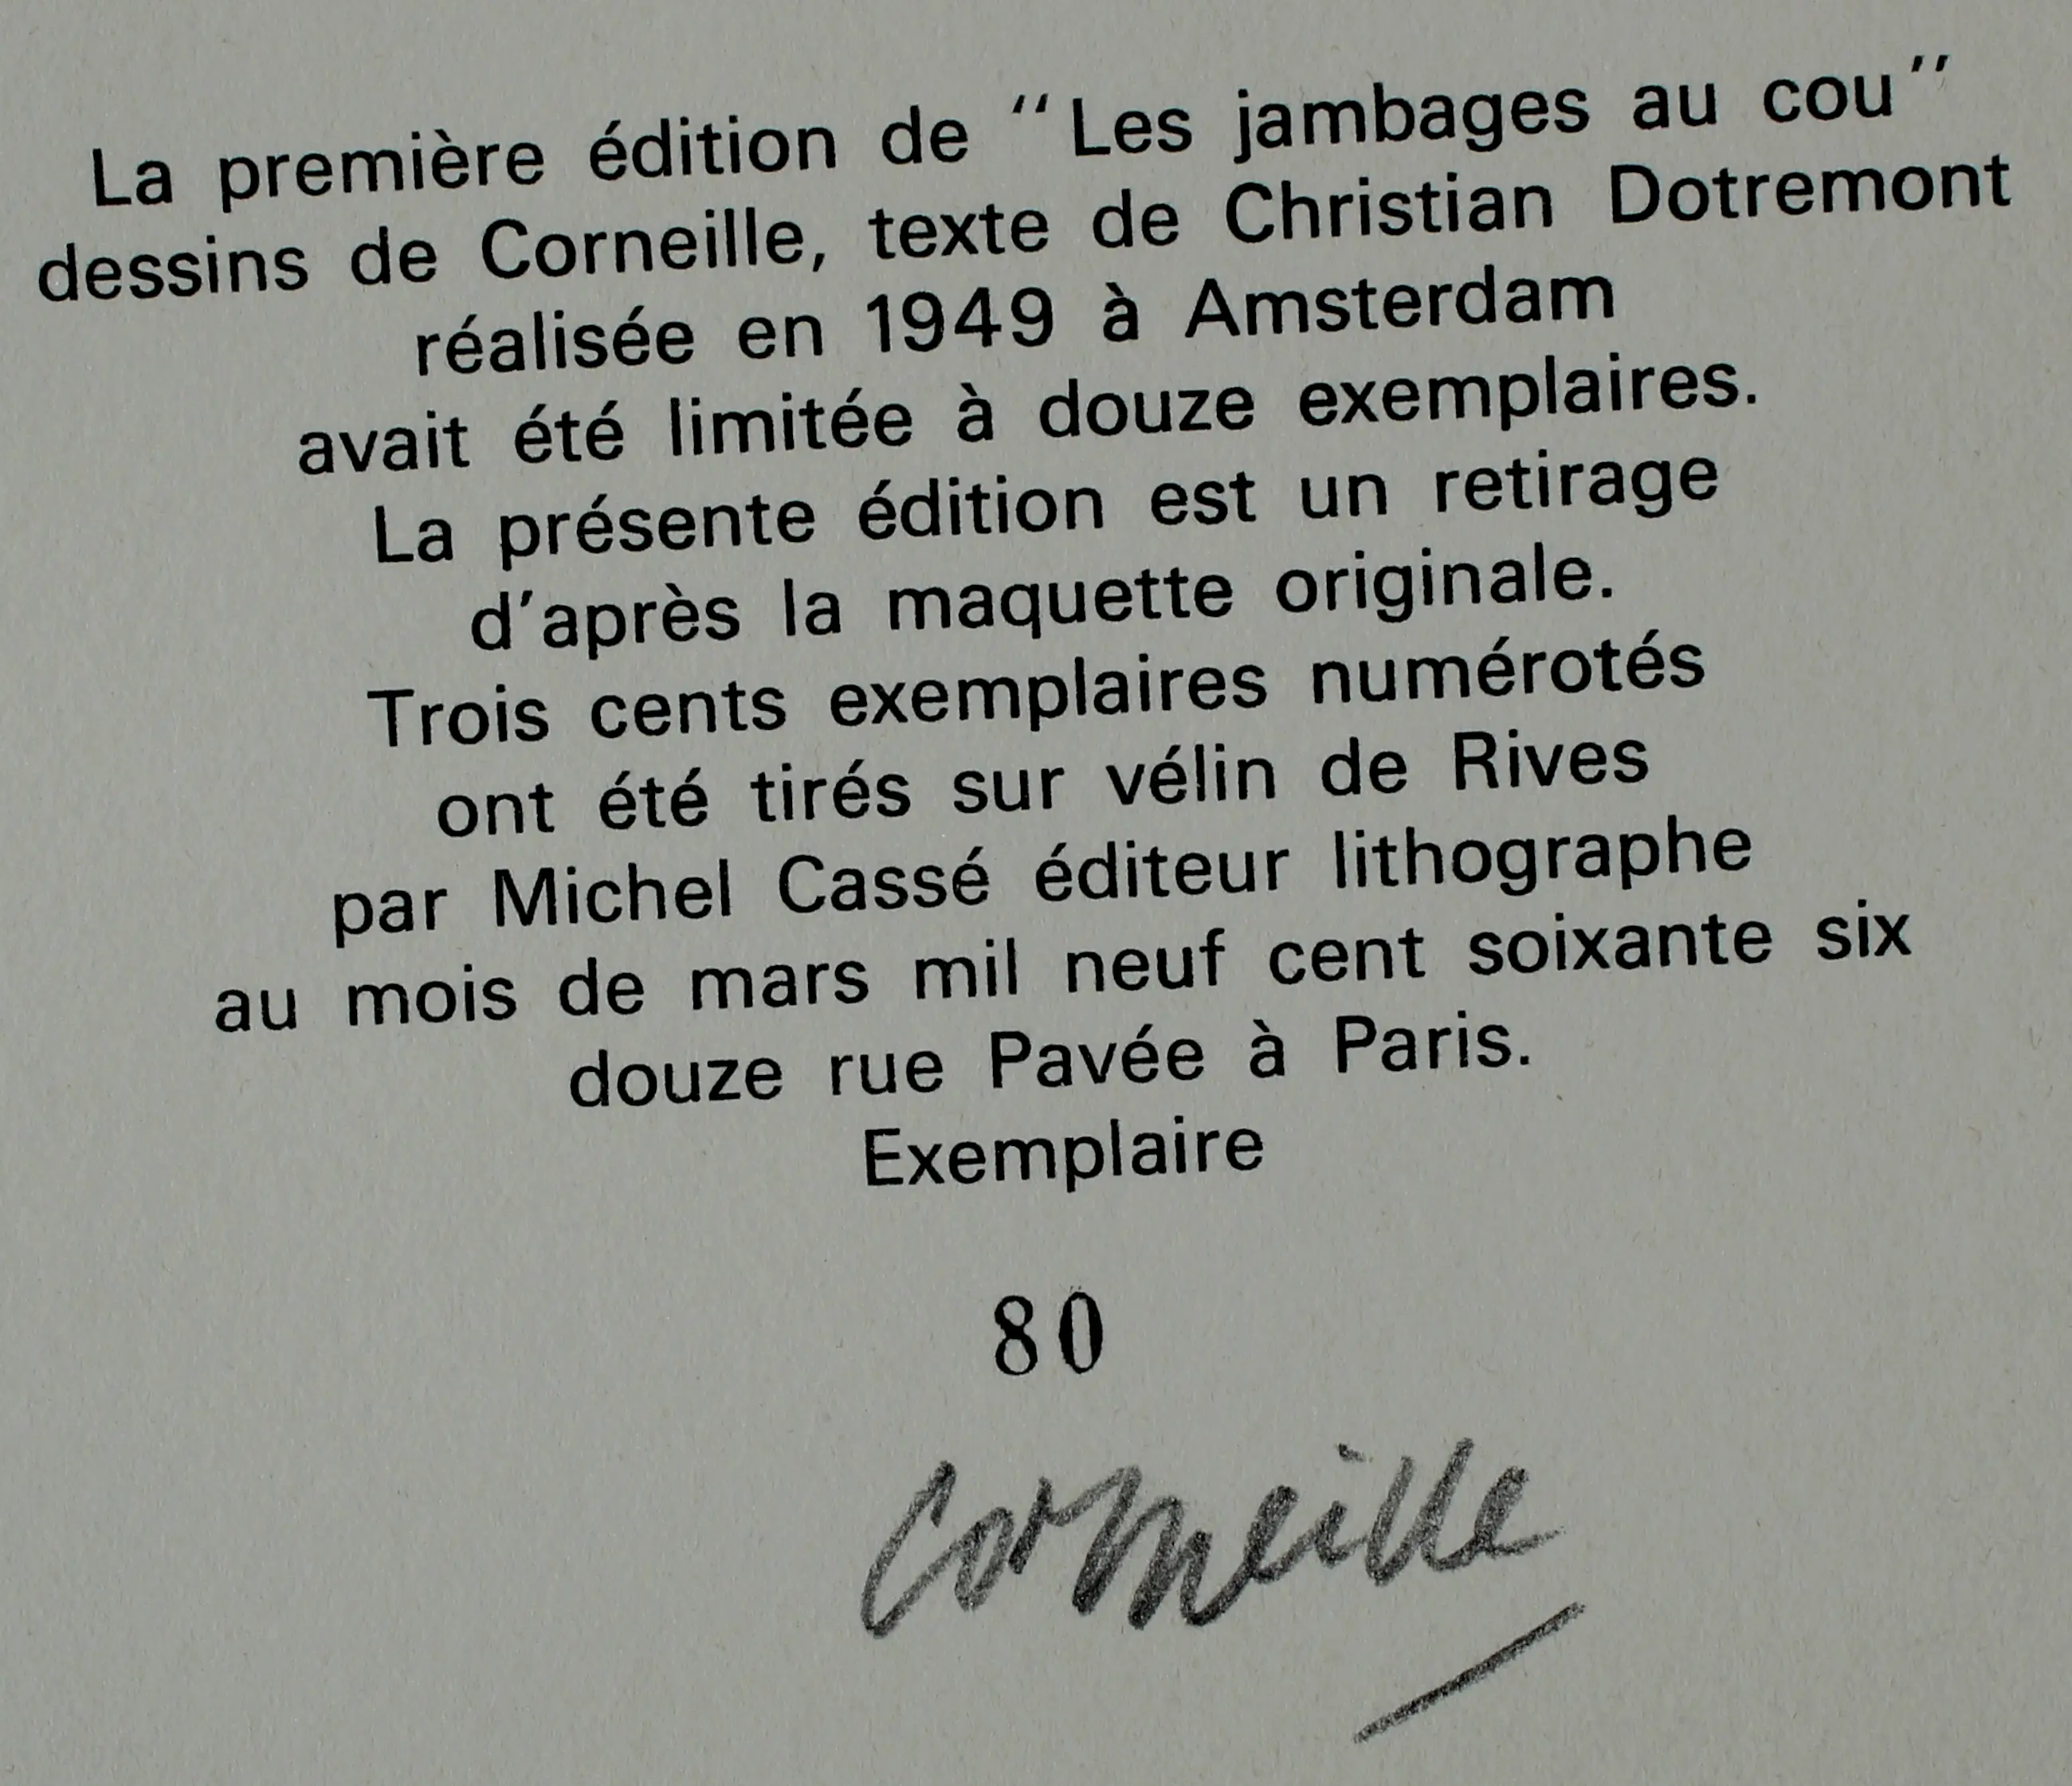 La première édition de "Les jambages au cou"
dessins de Corneille, texte de Christian Dotremont
réalisée en 1949 à Amsterdam
avait été limitée à douze exemplaires.
La présente édition est un retirage
d'après la maquette originale.
Trois cents exemplaires numérotés
ont été tirés sur vélin de Rives
par Michel Cassé éditeur lithographe
au mois de mars mil neuf cent soixante six
douze rue Pavée à Paris.
Exemplaire
80
Corneille